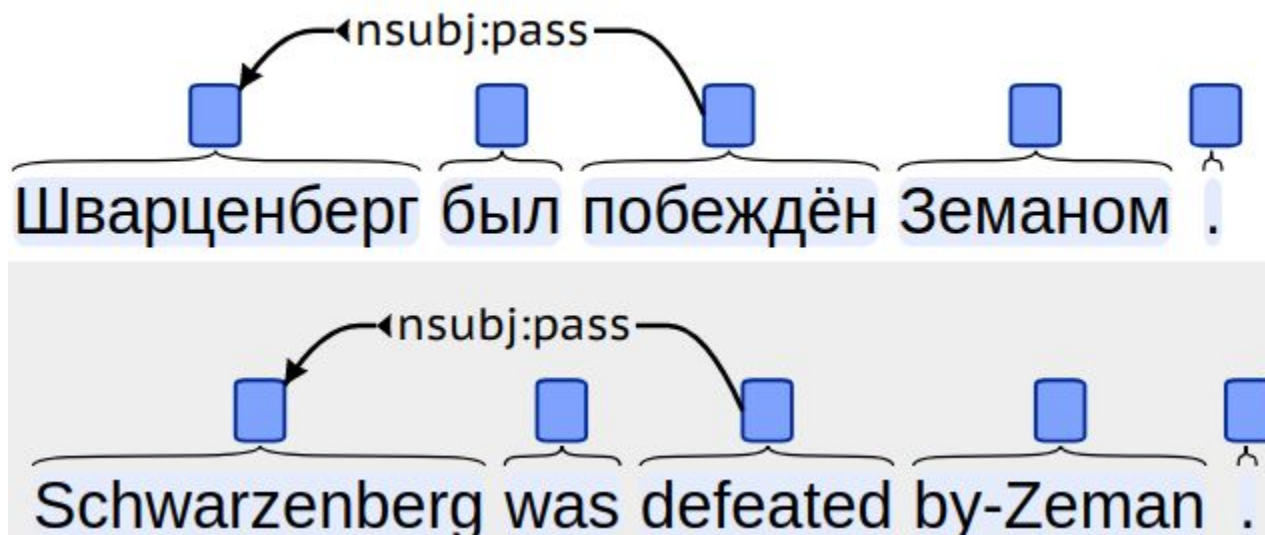 nsubj:pass
Шварценберг был побеждён Земаном .
nsubj:pass
Schwarzenberg was defeated by-Zeman .